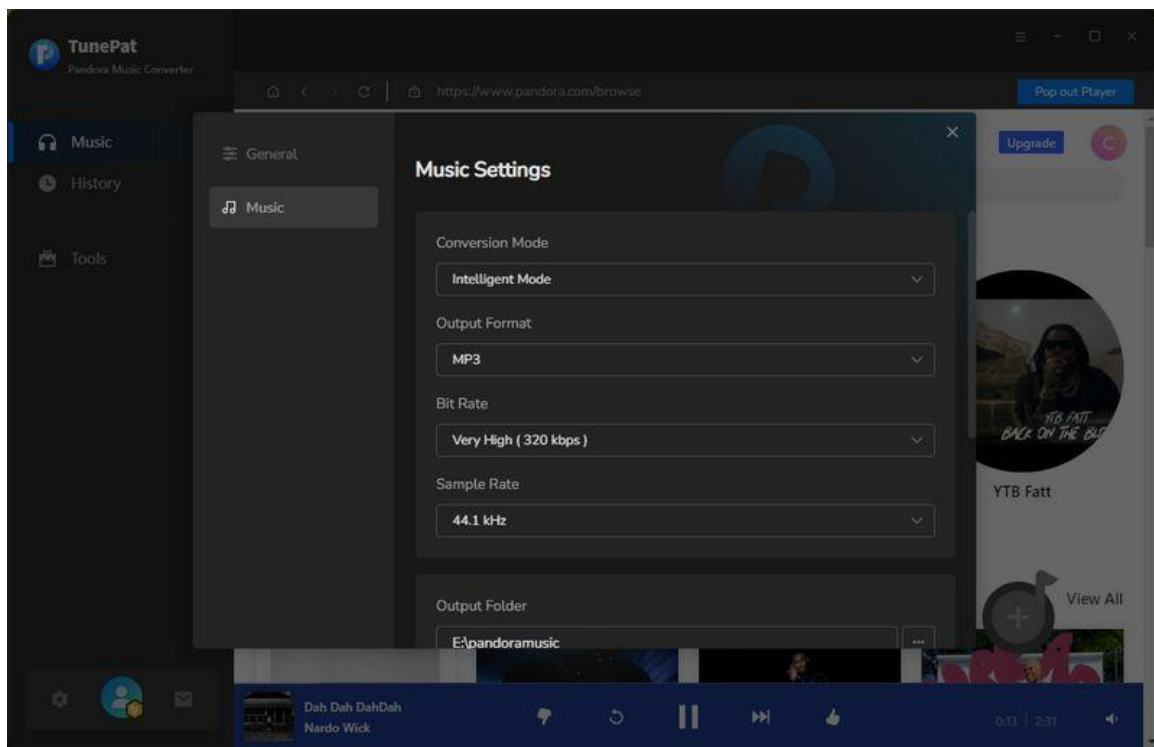 TunePat
Pandora Music Converter
https://www.pandora.com/browse
Pop out Player
Music
History
Tools
General
Music
Music Settings
Upgrade
C
Conversion Mode
Intelligent Mode
Output Format
MP3
Bit Rate
Very High ( 320 kbps )
Sample Rate
44.1 kHz
Output Folder
E:\pandoramusic
...
YTB FATT
BACK ON THE
YTB Fatt
View All
Dah Dah DahDah
Nardo Wick
0:13 | 2:31